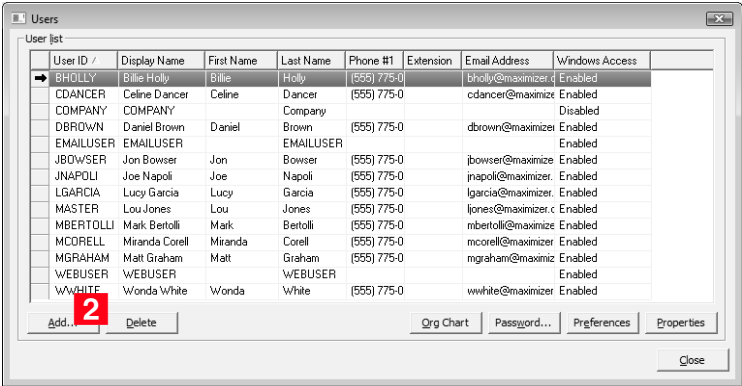 Users
User list
User ID / Display Name First Name Last Name Phone #1 Extension Email Address Windows Access
BHOLLY Billie Holly Billie Holly (555) 775-0 bholly@maximizer.c Enabled
CDANCER Celine Dancer Celine Dancer (555) 775-0 cdancer@maximize Enabled
COMPANY COMPANY Company Disabled
DBROWN Daniel Brown Daniel Brown (555) 775-0 dbrown@maximizer Enabled
EMAILUSER EMAILUSER EMAILUSER Enabled
JBOWSER Jon Bowser Jon Bowser (555) 775-0 jbowser@maximize Enabled
JNAPOLI Joe Napoli Joe Napoli (555) 775-0 jnapoli@maximizer. Enabled
LGARCIA Lucy Garcia Lucy Garcia (555) 775-0 lgarcia@maximizer. Enabled
MASTER Lou Jones Lou Jones (555) 775-0 ljones@maximizer.c Enabled
MBERTOLLI Mark Bertolli Mark Bertolli (555) 775-0 mbertolli@maximize Enabled
MCORELL Miranda Corell Miranda Corell (555) 775-0 mcorell@maximizer Enabled
MGRAHAM Matt Graham Matt Graham (555) 775-0 mgraham@maximiz Enabled
WEBUSER WEBUSER WEBUSER Enabled
WWHITE Wonda White Wonda White (555) 775-0 wwhite@maximizer Enabled
2
Add... Delete Org Chart Password... Preferences Properties
Close